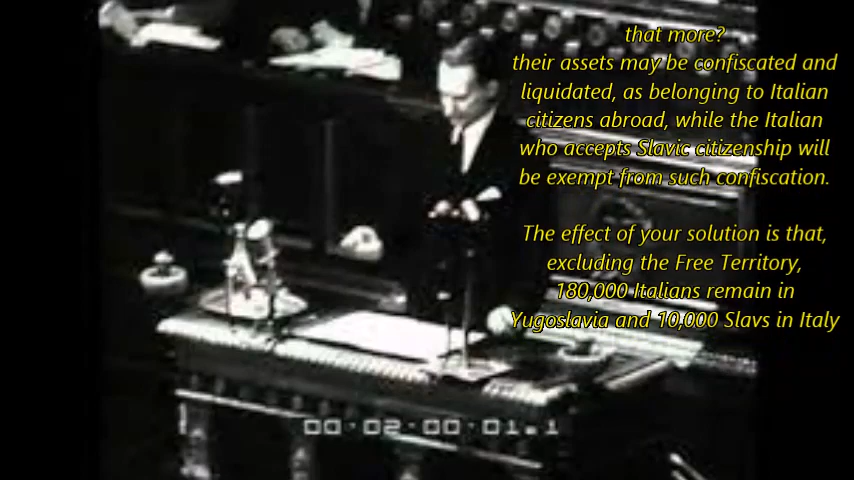 that more?
their assets may be confiscated and
liquidated, as belonging to Italian
citizens abroad, while the Italian
who accepts Slavic citizenship will
be exempt from such confiscation.
The effect of your solution is that,
excluding the Free Territory,
180,000 Italians remain in
Yugoslavia and 10,000 Slavs in Italy
00·02·00·01.1